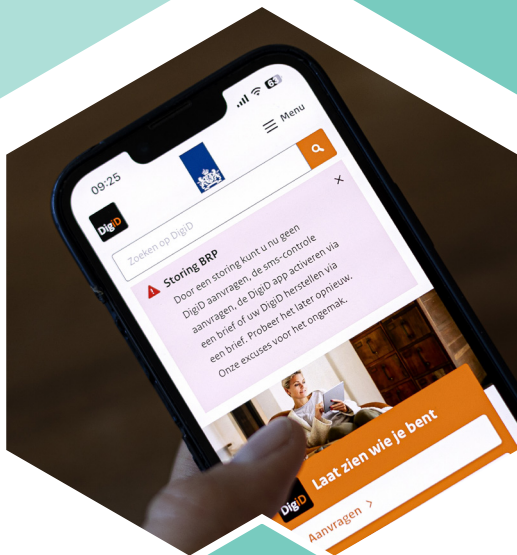 09:25
63
DigiD
Menu
Zoeken op DigiD
Storing BRP
Door een storing kunt u nu geen
DigiD aanvragen, de sms-controle
aanvragen, de DigiD app activeren via
een brief of uw DigiD herstellen via
een brief. Probeer het later opnieuw.
Onze excuses voor het ongemak.
DigiD
Laat zien wie je bent
Aanvragen >